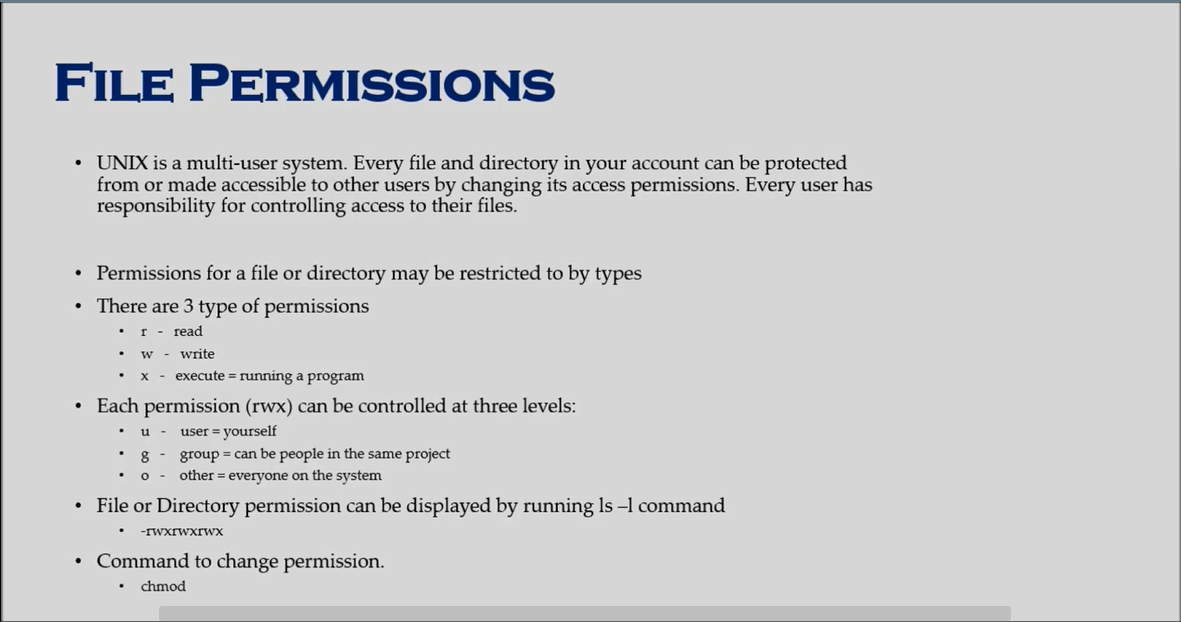 File Permissions
• UNIX is a multi-user system. Every file and directory in your account can be protected
from or made accessible to other users by changing its access permissions. Every user has
responsibility for controlling access to their files.
• Permissions for a file or directory may be restricted to by types
• There are 3 type of permissions
• r - read
• w - write
• x - execute = running a program
• Each permission (rwx) can be controlled at three levels:
• u - user = yourself
• g - group = can be people in the same project
• o - other = everyone on the system
• File or Directory permission can be displayed by running ls –l command
• -rwxrwxrwx
• Command to change permission.
• chmod